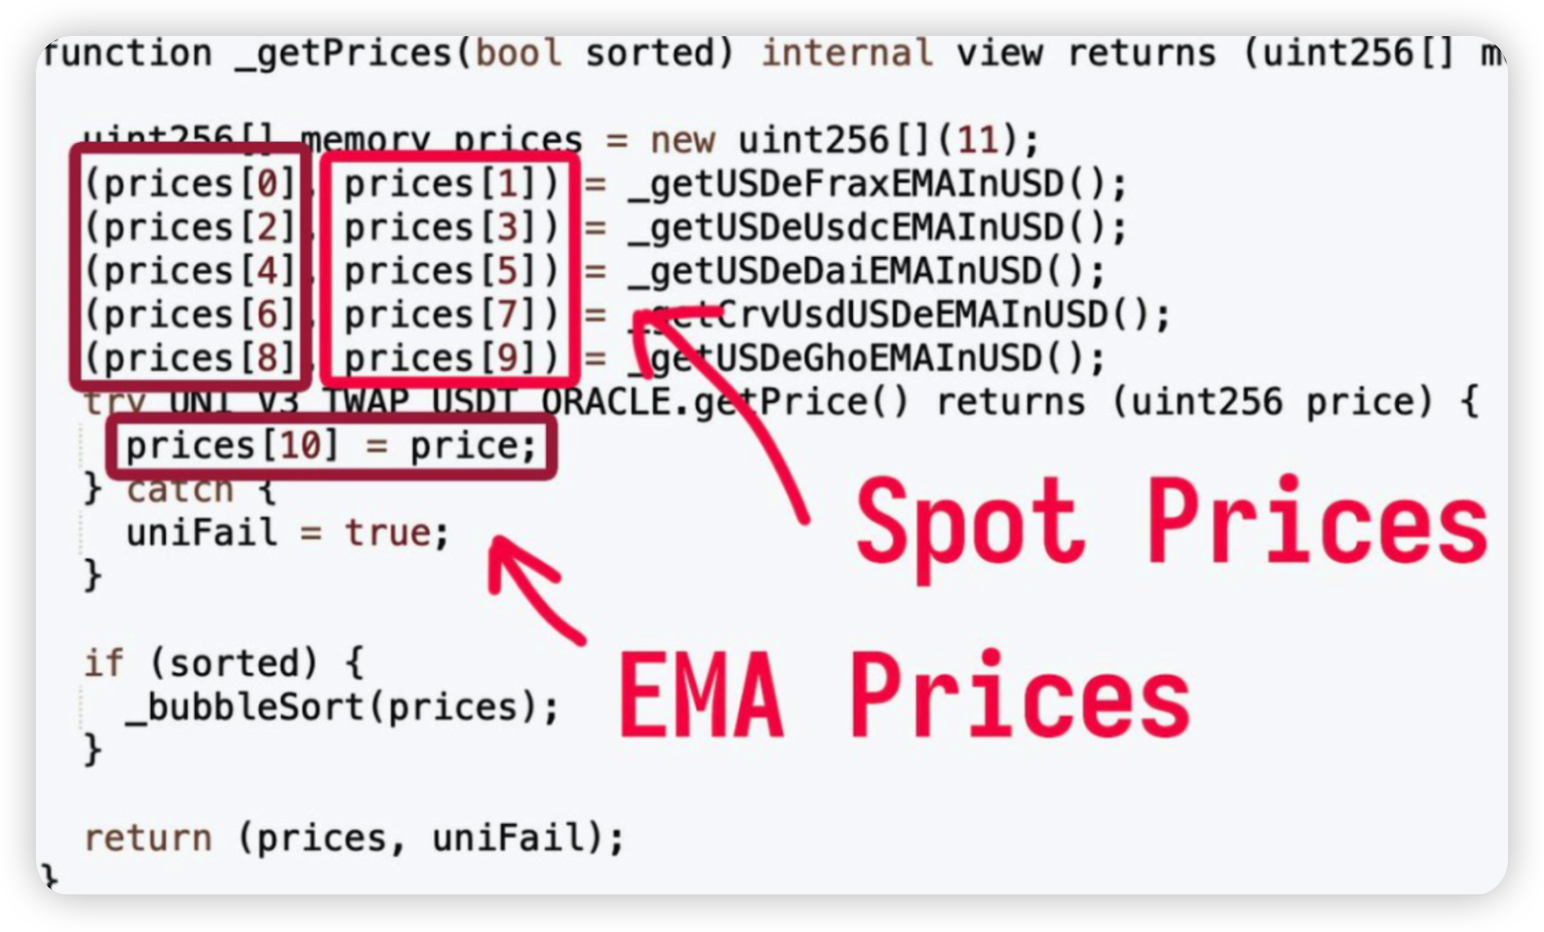 function _getPrices(bool sorted) internal view returns (uint256[]
uint256[] memory prices = new uint256[](11);
(prices[0], prices[1]) = _getUSDeFraxEMAInUSD();
(prices[2], prices[3]) = _getUSDeUsdcEMAInUSD();
(prices[4], prices[5]) = _getUSDeDaiEMAInUSD();
(prices[6], prices[7]) = _getCrvUsdUSDeEMAInUSD();
(prices[8], prices[9]) = _getUSDeGhoEMAInUSD();
try UNI_V3_TWAP_USDT_ORACLE.getPrice() returns (uint256 price) {
prices[10] = price;
} catch {
uniFail = true;
}
Spot Prices
EMA Prices
if (sorted) {
_bubbleSort(prices);
}
return (prices, uniFail);
}